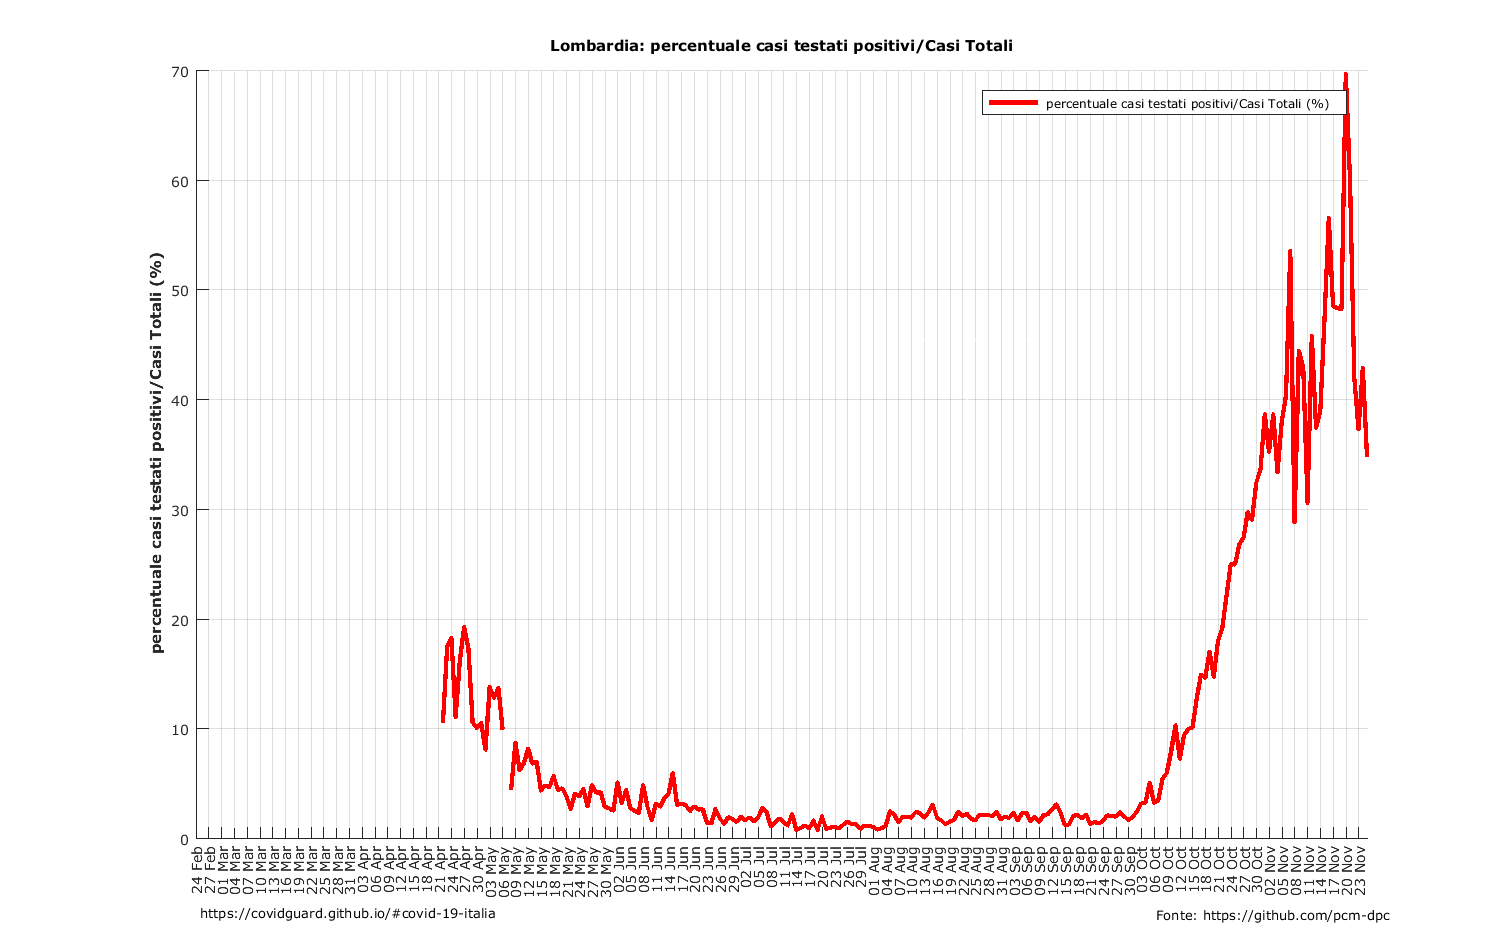 Lombardia: percentuale casi testati positivi/Casi Totali
percentuale casi testati positivi/Casi Totali (%)
percentuale casi testati positivi/Casi Totali (%)
70
60
50
40
30
20
10
0
24 Feb
27 Feb
01 Mar
04 Mar
07 Mar
10 Mar
13 Mar
16 Mar
19 Mar
22 Mar
25 Mar
28 Mar
31 Mar
03 Apr
06 Apr
09 Apr
12 Apr
15 Apr
18 Apr
21 Apr
24 Apr
27 Apr
30 Apr
03 May
06 May
09 May
12 May
15 May
18 May
21 May
24 May
27 May
30 May
02 Jun
05 Jun
08 Jun
11 Jun
14 Jun
17 Jun
20 Jun
23 Jun
26 Jun
29 Jun
02 Jul
05 Jul
08 Jul
11 Jul
14 Jul
17 Jul
20 Jul
23 Jul
26 Jul
29 Jul
01 Aug
04 Aug
07 Aug
10 Aug
13 Aug
16 Aug
19 Aug
22 Aug
25 Aug
28 Aug
31 Aug
03 Sep
06 Sep
09 Sep
12 Sep
15 Sep
18 Sep
21 Sep
24 Sep
27 Sep
30 Sep
03 Oct
06 Oct
09 Oct
12 Oct
15 Oct
18 Oct
21 Oct
24 Oct
27 Oct
30 Oct
02 Nov
05 Nov
08 Nov
11 Nov
14 Nov
17 Nov
20 Nov
23 Nov
https://covidguard.github.io/#covid-19-italia
Fonte: https://github.com/pcm-dpc